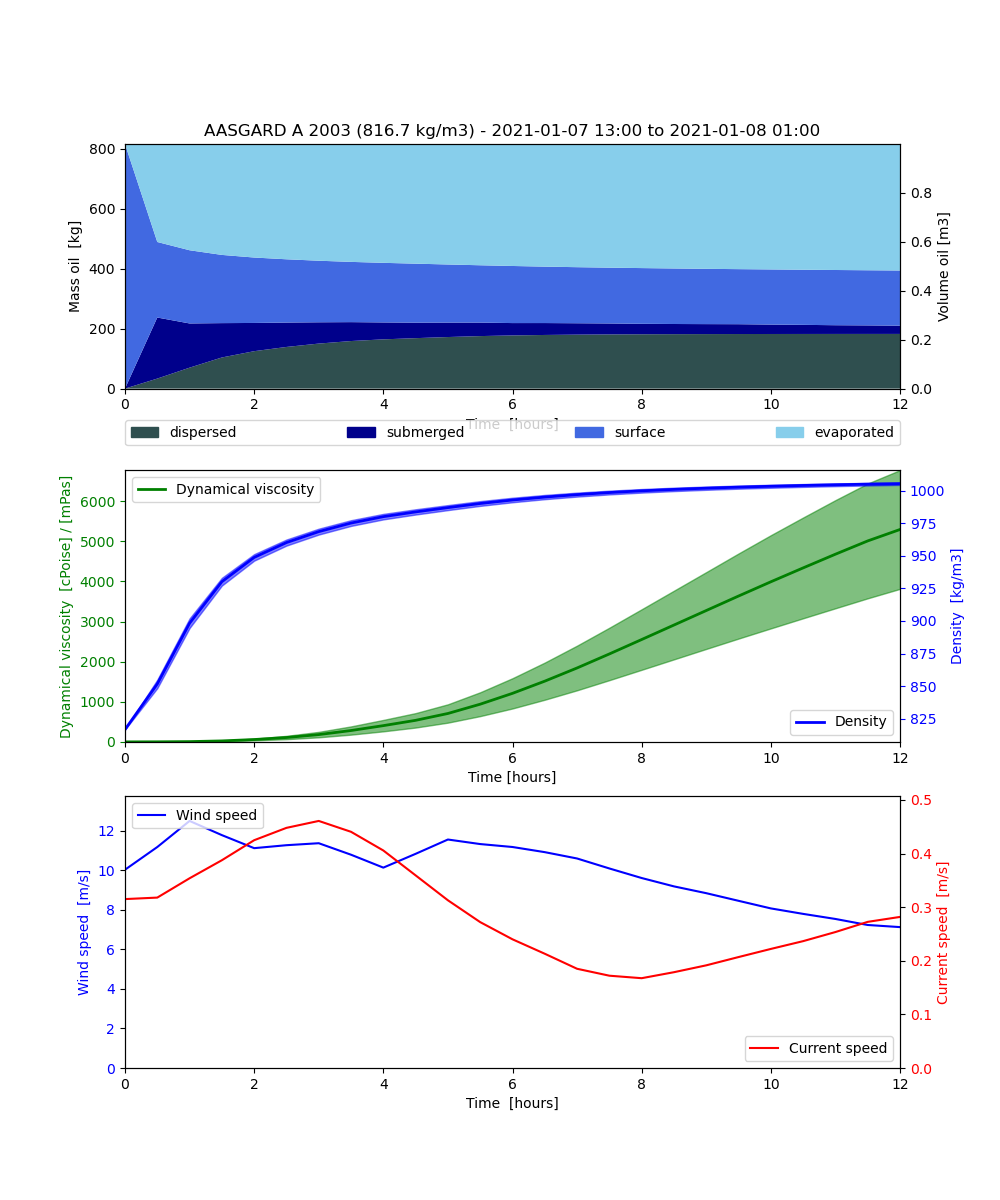 AASGARD A 2003 (816.7 kg/m3) - 2021-01-07 13:00 to 2021-01-08 01:00
Mass oil [kg]
800
600
400
200
0
0.8
0.6
0.4
0.2
0.0
Volume oil [m3]
0 2 4 6 8 10 12
Time [hours]
dispersed submerged surface evaporated
Dynamical viscosity [cPoise] / [mPas]
6000
5000
4000
3000
2000
1000
0
Dynamical viscosity
1000
975
950
925
900
875
850
825
Density [kg/m3]
Density
0 2 4 6 8 10 12
Time [hours]
Wind speed [m/s]
12
10
8
6
4
2
0
Wind speed
0.5
0.4
0.3
0.2
0.1
0.0
Current speed [m/s]
Current speed
0 2 4 6 8 10 12
Time [hours]